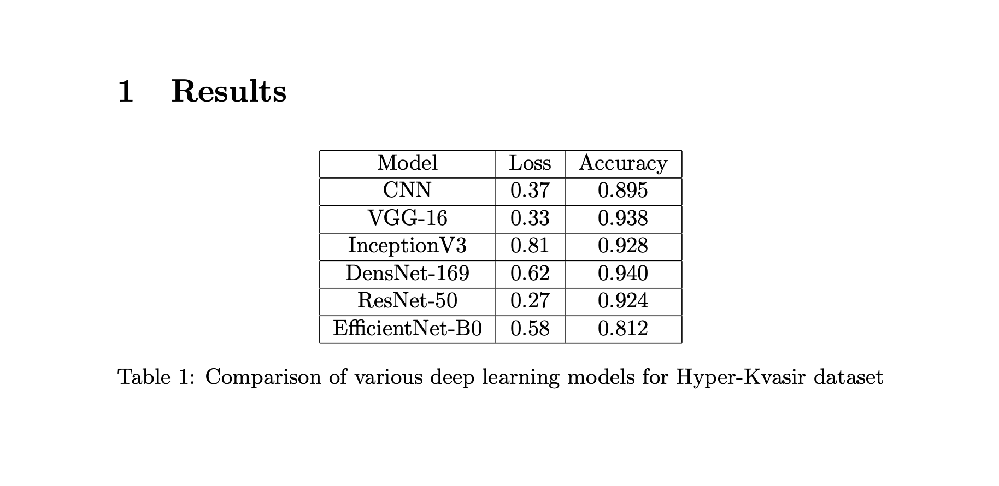 1 Results
Model Loss Accuracy
CNN 0.37 0.895
VGG-16 0.33 0.938
InceptionV3 0.81 0.928
DensNet-169 0.62 0.940
ResNet-50 0.27 0.924
EfficientNet-B0 0.58 0.812
Table 1: Comparison of various deep learning models for Hyper-Kvasir dataset